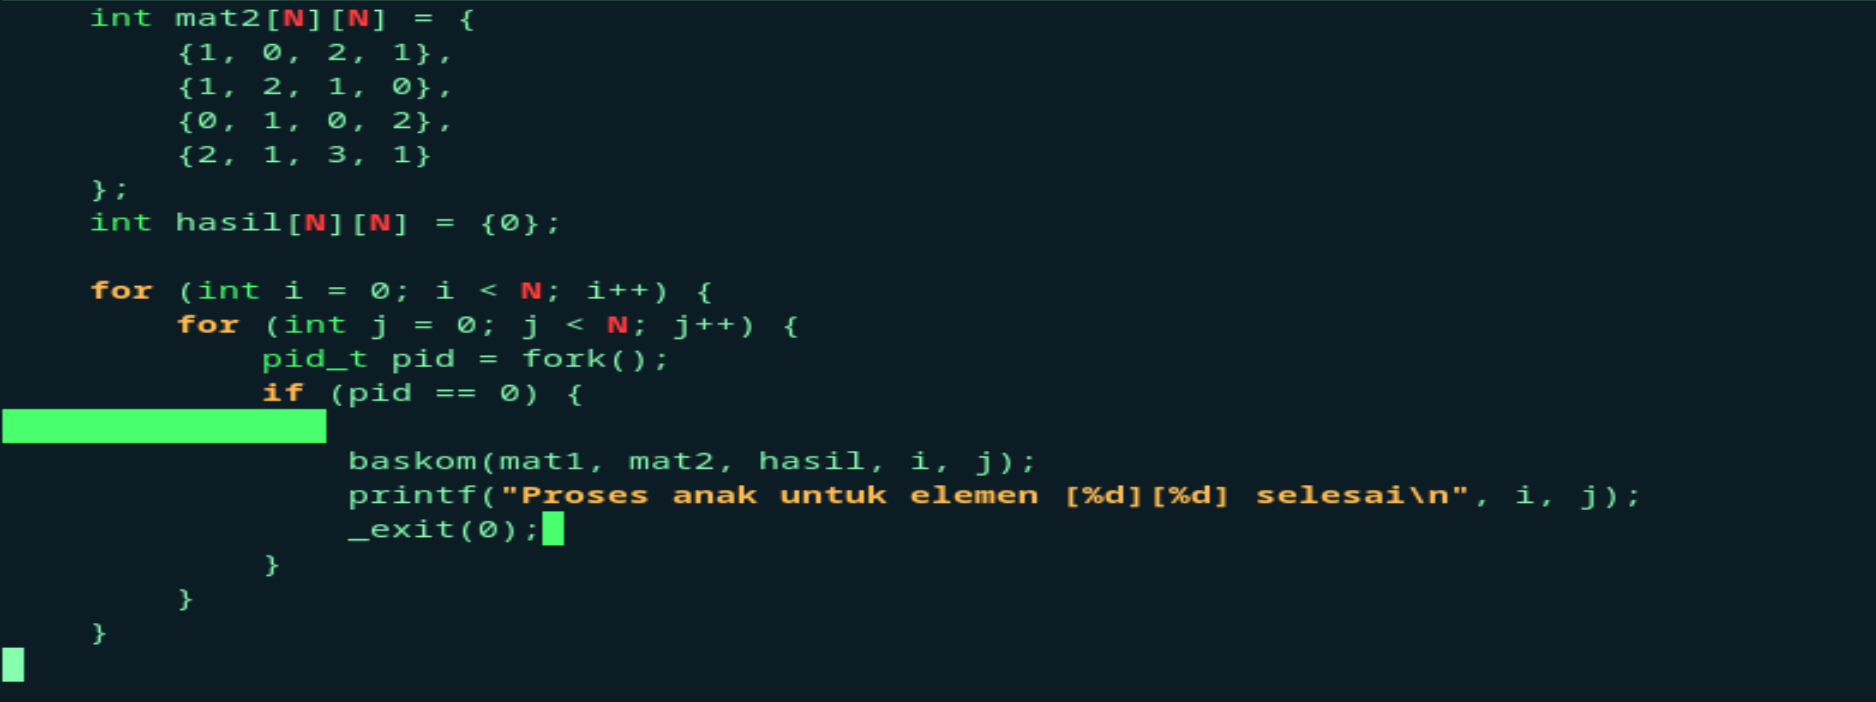 int mat2[N][N] = {
{1, 0, 2, 1},
{1, 2, 1, 0},
{0, 1, 0, 2},
{2, 1, 3, 1}
};
int hasil[N][N] = {0};
for (int i = 0; i < N; i++) {
for (int j = 0; j < N; j++) {
pid_t pid = fork();
if (pid == 0) {
baskom(mat1, mat2, hasil, i, j);
printf("Proses anak untuk elemen [%d][%d] selesai\n", i, j);
_exit(0);
}
}
}